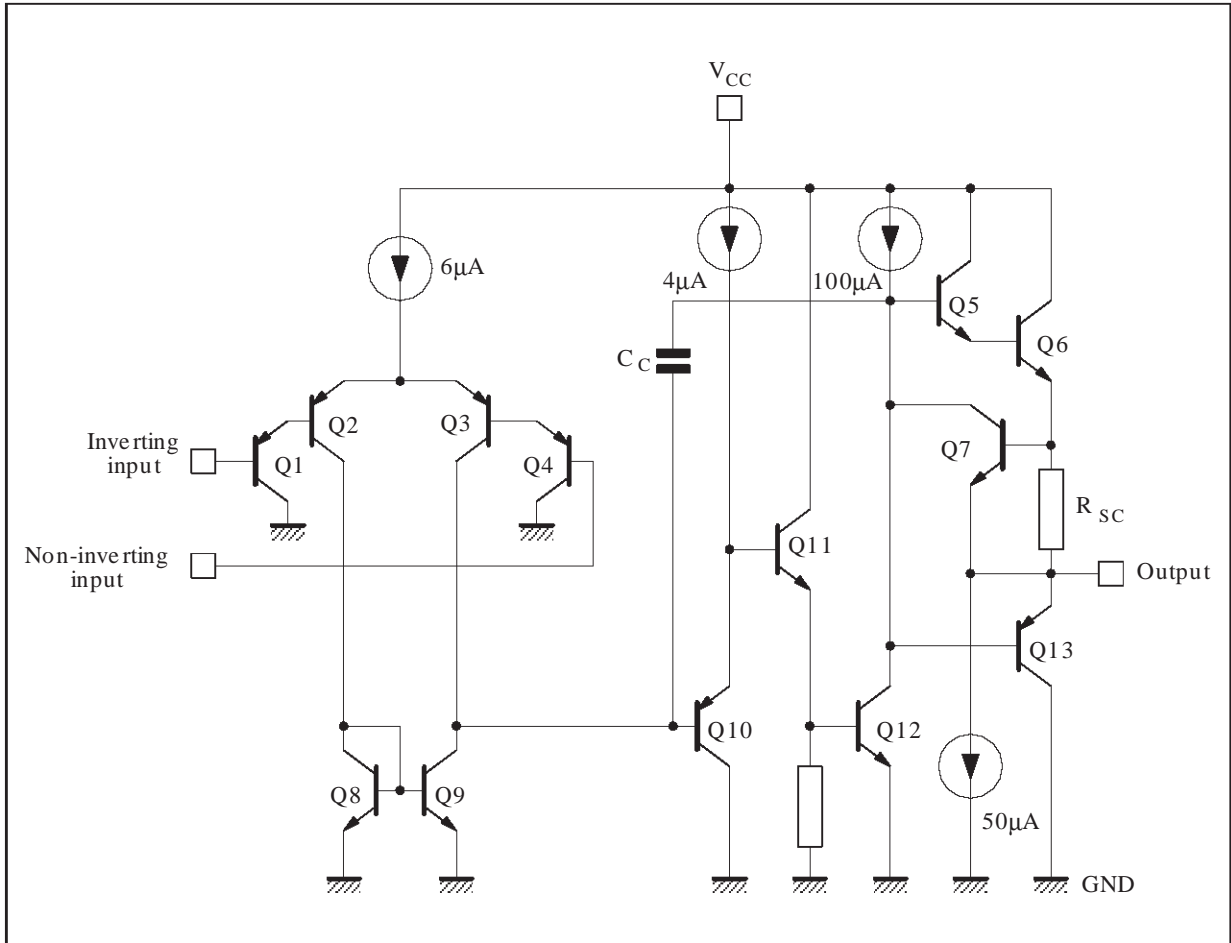 VCC
6μA
4μA
100μA
Q5
Q6
CC
Q2
Q3
Inverting
input
Q1
Q4
Q7
RSC
Non-inverting
input
Q11
Output
Q13
Q10
Q12
Q8
Q9
50μA
GND